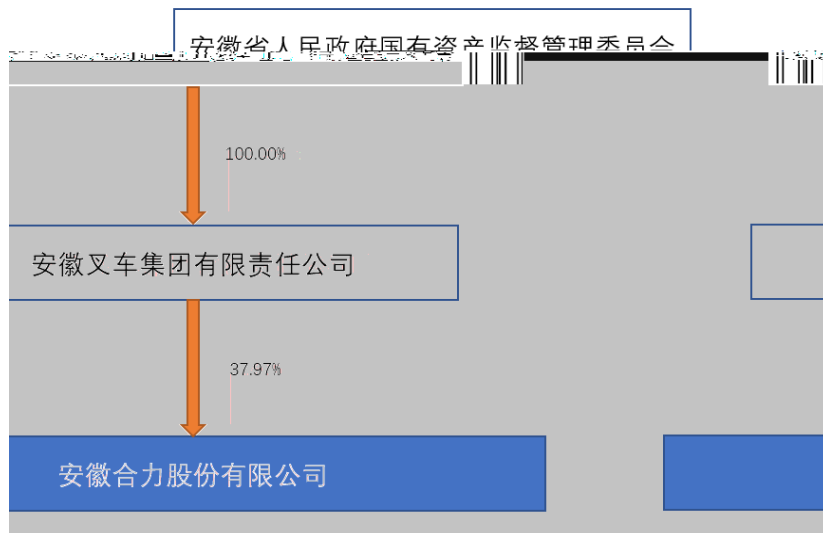 安徽省人民政府国有资产监督管理委员会
100.00%
安徽叉车集团有限责任公司
37.97%
安徽合力股份有限公司